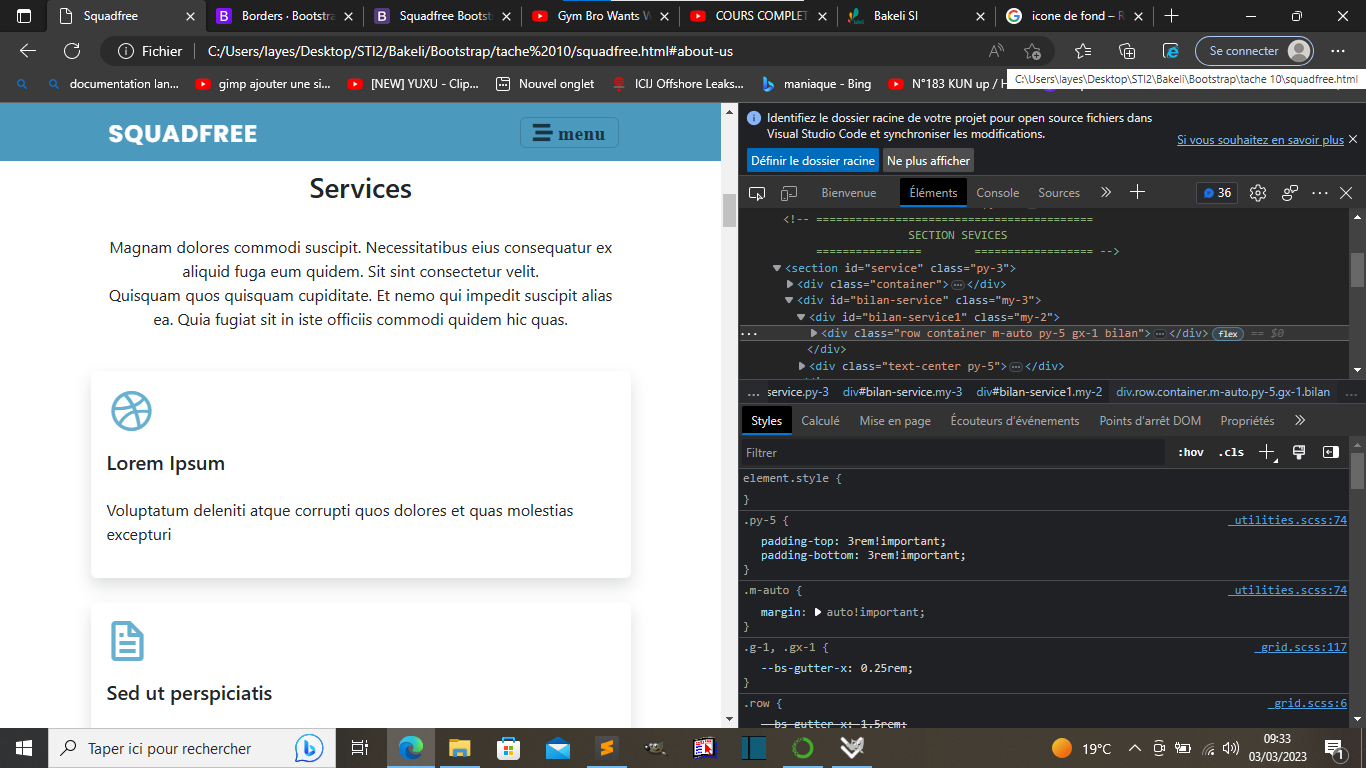 Squadfree
Borders · Bootstra
Squadfree Bootst
Gym Bro Wants W
COURS COMPLET
Bakeli SI
icone de fond – R
Fichier
C:/Users/layes/Desktop/STI2/Bakeli/Bootstrap/tache%2010/squadfree.html#about-us
Se connecter
documentation lan...
gimp ajouter une si...
[NEW] YUXU - Clip...
Nouvel onglet
ICIJ Offshore Leaks...
maniaque - Bing
N°183 KUN up / H
C:\Users\layes\Desktop\STI2\Bakeli\Bootstrap\tache 10\squadfree.html
SQUADFREE
menu
Services
Magnam dolores commodi suscipit. Necessitatibus eius consequatur ex
aliquid fuga eum quidem. Sit sint consectetur velit.
Quisquam quos quisquam cupiditate. Et nemo qui impedit suscipit alias
ea. Quia fugiat sit in iste officiis commodi quidem hic quas.
Lorem Ipsum
Voluptatum deleniti atque corrupti quos dolores et quas molestias
excepturi
Sed ut perspiciatis
Identifiez le dossier racine de votre projet pour open source fichiers dans
Visual Studio Code et synchroniser les modifications.
Si vous souhaitez en savoir plus
Définir le dossier racine
Ne plus afficher
Bienvenue
Éléments
Console
Sources
36
<!-- ==========================================
SECTION SEVICES
================ ================== -->
<section id="service" class="py-3">
<div class="container"> ⋯ </div>
<div id="bilan-service" class="my-3">
<div id="bilan-service1" class="my-2">
... <div class="row container m-auto py-5 gx-1 bilan"> ⋯ </div> flex == $0
</div>
<div class="text-center py-5"> ⋯ </div>
... service.py-3 div#bilan-service.my-3 div#bilan-service1.my-2 div.row.container.m-auto.py-5.gx-1.bilan ...
Styles
Calculé
Mise en page
Écouteurs d'événements
Points d'arrêt DOM
Propriétés
Filtrer
:hov
.cls
element.style {
}
.py-5 {
_utilities.scss:74
padding-top: 3rem!important;
padding-bottom: 3rem!important;
}
.m-auto {
_utilities.scss:74
margin: auto!important;
}
.g-1, .gx-1 {
_grid.scss:117
--bs-gutter-x: 0.25rem;
}
.row {
_grid.scss:6
--bs-gutter-x: 1.5rem;
Taper ici pour rechercher
19°C
09:33
03/03/2023
1